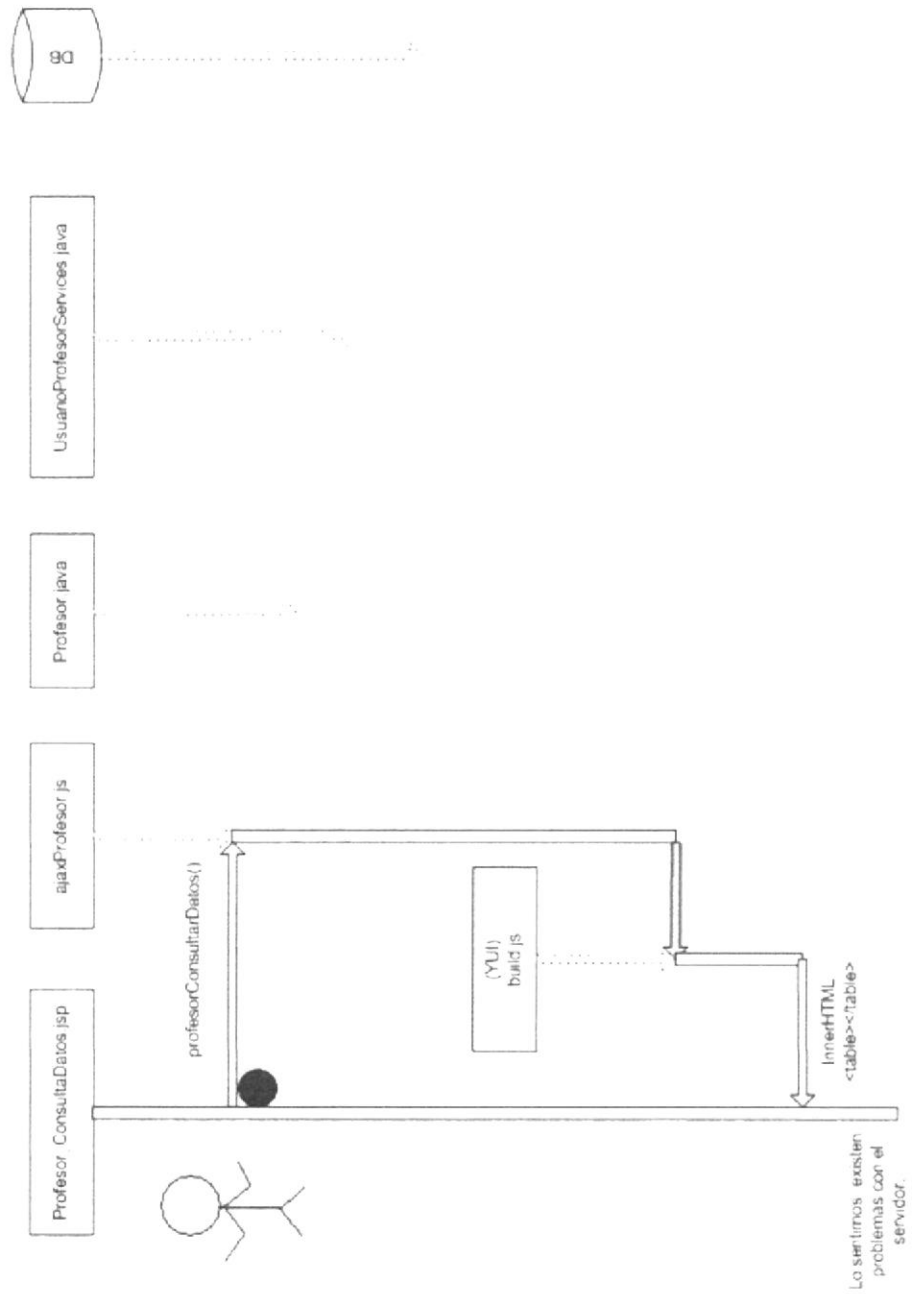 Profesor_ConsultaDatos.jsp
ajaxProfesor.js
Profesor.java
UsuarioProfesorServices.java
DB
profesorConsultarDatos()
(YUI)
build.js
InnerHTML
<table></table>
Lo sentimos existen
problemas con el
servidor.